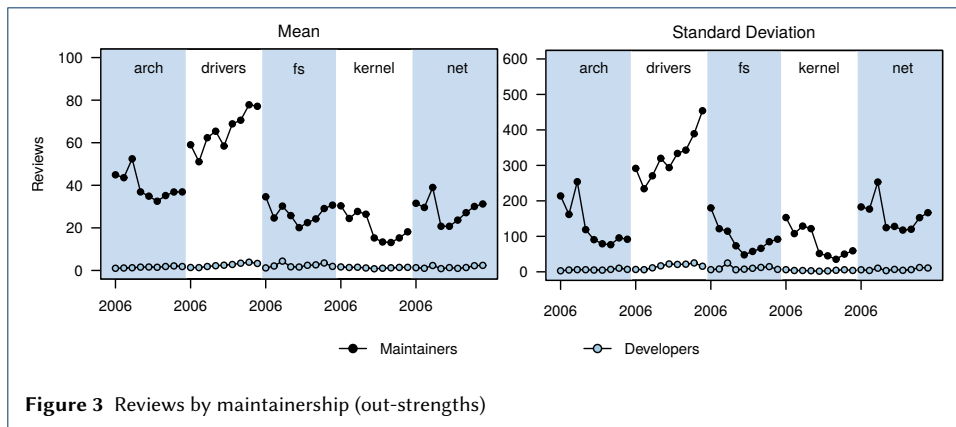 Mean
Standard Deviation
100
80
60
40
20
0
Reviews
arch
drivers
fs
kernel
net
2006
2006
2006
2006
2006
600
500
400
300
200
100
0
arch
drivers
fs
kernel
net
2006
2006
2006
2006
2006
Maintainers
Developers
Figure 3 Reviews by maintainership (out-strengths)